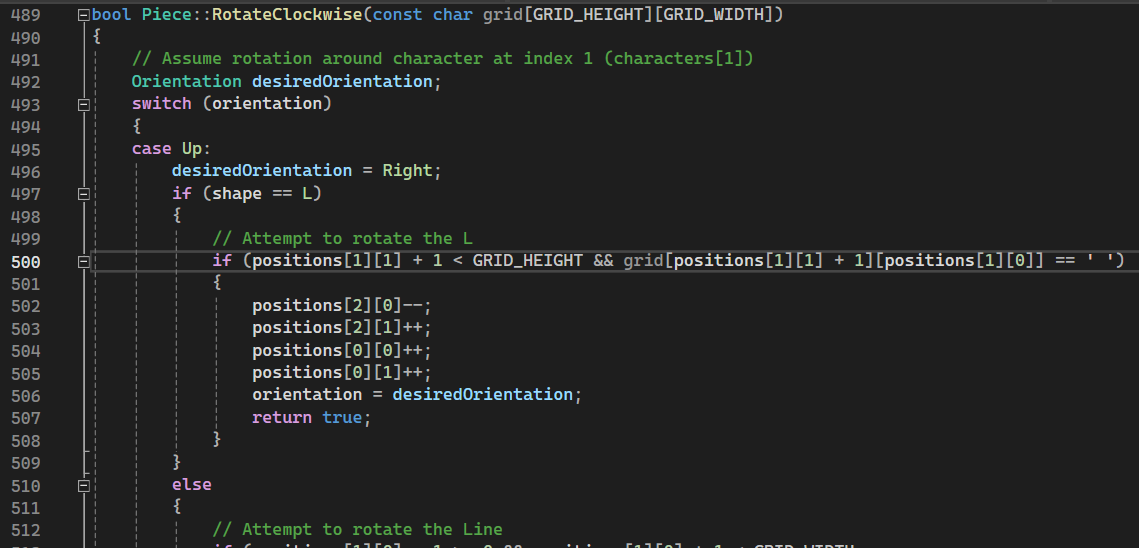 489 bool Piece::RotateClockwise(const char grid[GRID_HEIGHT][GRID_WIDTH])
490 {
491 // Assume rotation around character at index 1 (characters[1])
492 Orientation desiredOrientation;
493 switch (orientation)
494 {
495 case Up:
496 desiredOrientation = Right;
497 if (shape == L)
498 {
499 // Attempt to rotate the L
500 if (positions[1][1] + 1 < GRID_HEIGHT && grid[positions[1][1] + 1][positions[1][0]] == ' ')
501 {
502 positions[2][0]--;
503 positions[2][1]++;
504 positions[0][0]++;
505 positions[0][1]++;
506 orientation = desiredOrientation;
507 return true;
508 }
509 }
510 else
511 {
512 // Attempt to rotate the Line